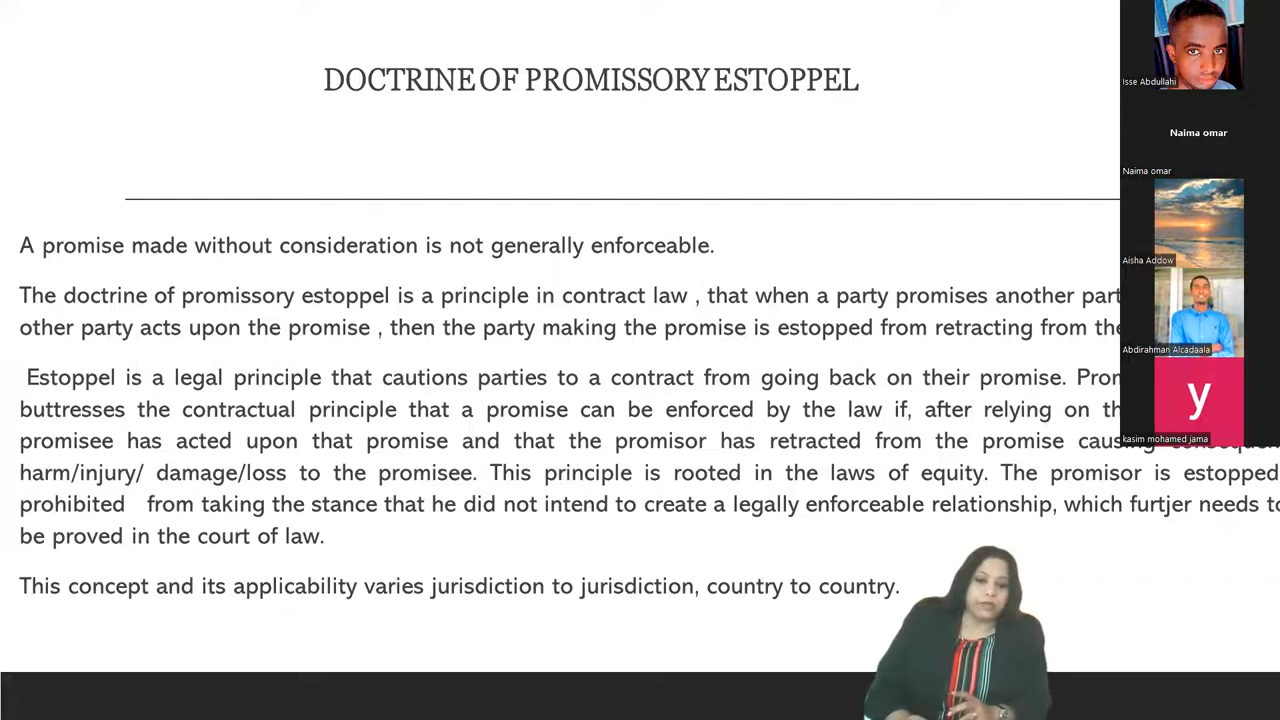 DOCTRINE OF PROMISSORY ESTOPPEL
A promise made without consideration is not generally enforceable.
The doctrine of promissory estoppel is a principle in contract law , that when a party promises another
other party acts upon the promise , then the party making the promise is estopped from retracting from
Estoppel is a legal principle that cautions parties to a contract from going back on their promise.
buttresses the contractual principle that a promise can be enforced by the law if, after relying on
promisee has acted upon that promise and that the promisor has retracted from the promise causing
harm/injury/ damage/loss to the promisee. This principle is rooted in the laws of equity. The promisor is estopped
prohibited from taking the stance that he did not intend to create a legally enforceable relationship, which furtjer needs
be proved in the court of law.
This concept and its applicability varies jurisdiction to jurisdiction, country to country.
Isse Abdullahi
Naima omar
Naima omar
Aisha Addow
Abdirahman Alcadaala
y
kasim mohamed jama